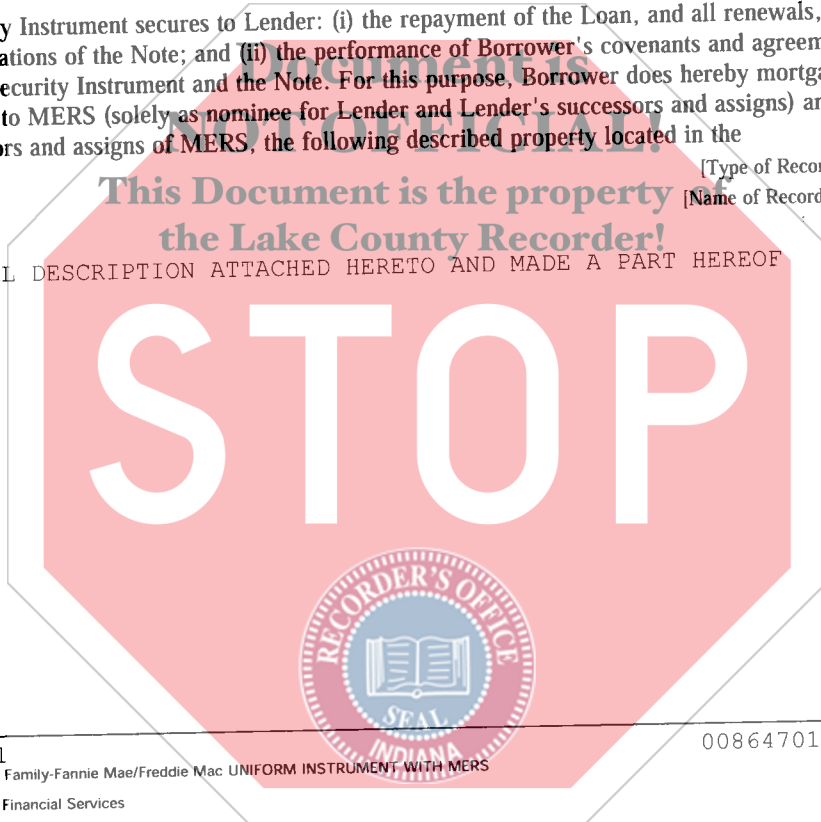 y Instrument secures to Lender: (i) the repayment of the Loan, and all renewals,
ations of the Note; and (ii) the performance of Borrower's covenants and agreem
ecurity Instrument and the Note. For this purpose, Borrower does hereby mortga
to MERS (solely as nominee for Lender and Lender's successors and assigns) an
rs and assigns of MERS, the following described property located in the
[Type of Recor
[Name of Record
Document is
NOT OFFICIAL!
This Document is the property of
the Lake County Recorder!
L DESCRIPTION ATTACHED HERETO AND MADE A PART HEREOF
STOP
RECORDER'S OFFICE
SEAL
INDIANA
00864701
1
Family-Fannie Mae/Freddie Mac UNIFORM INSTRUMENT WITH MERS
Financial Services